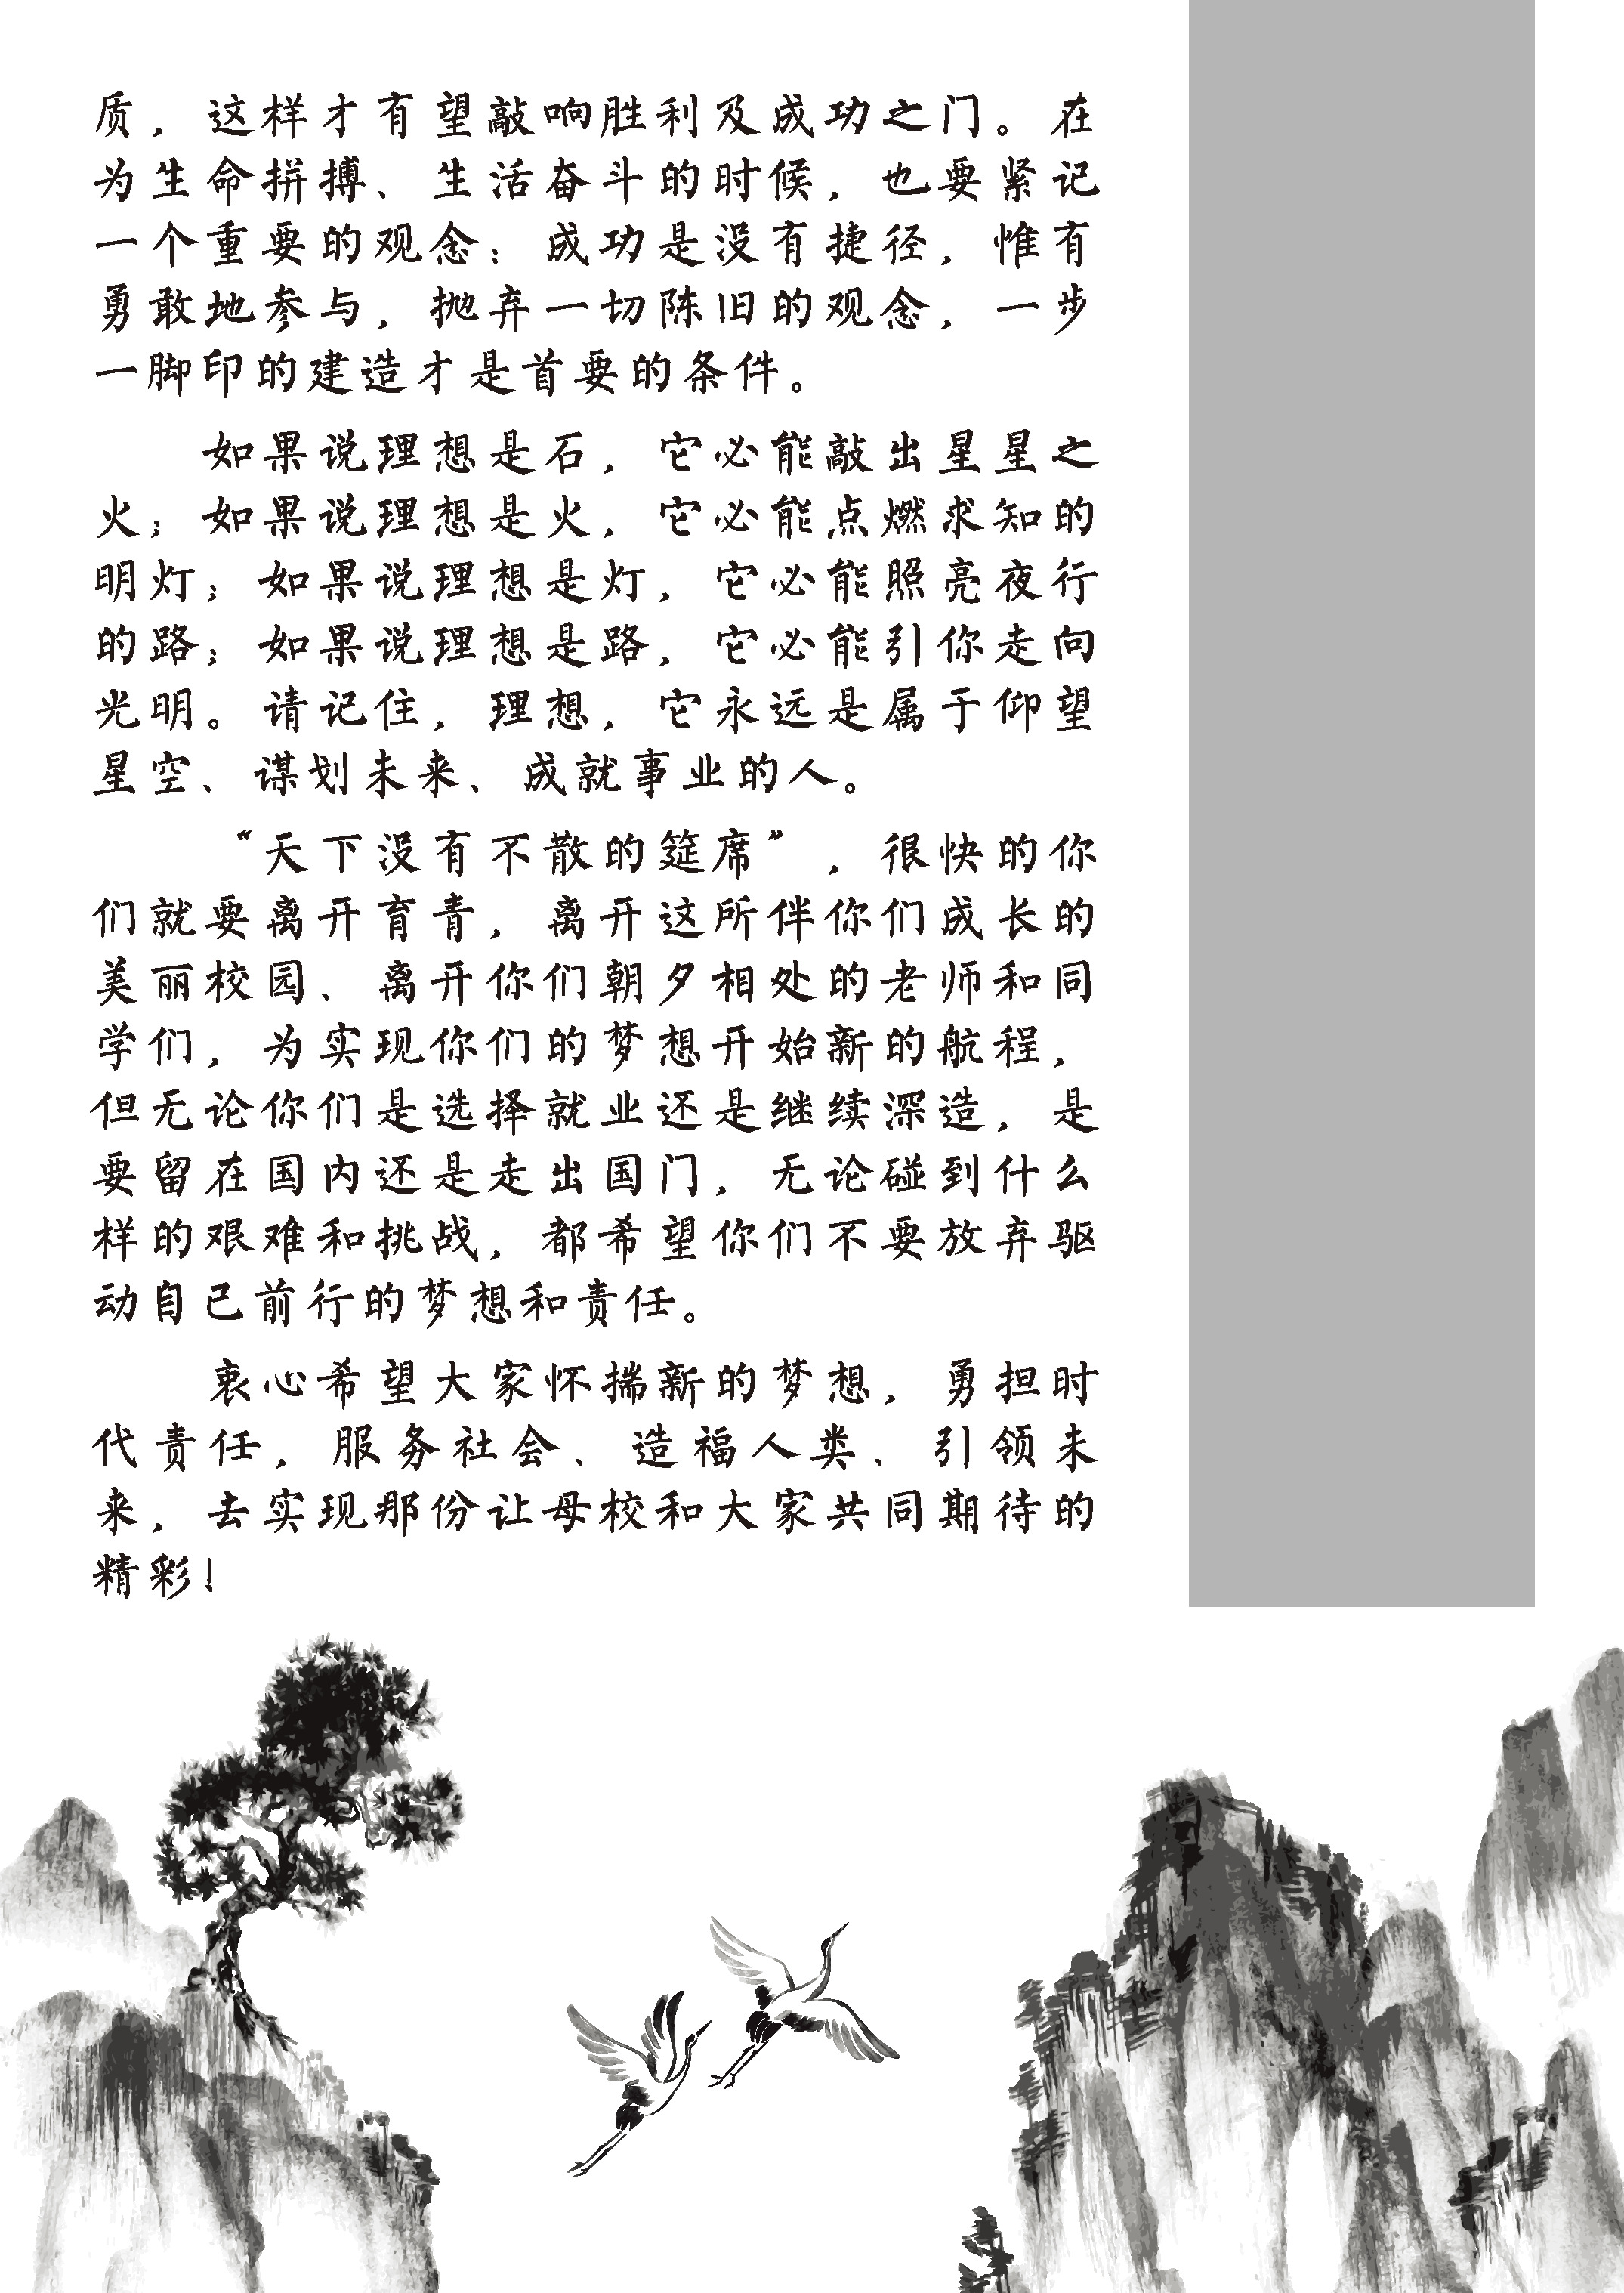 质，这样才有望敲响胜利及成功之门。在
为生命拼搏、生活奋斗的时候，也要紧记
一个重要的观念：成功是没有捷径，惟有
勇敢地参与，抛弃一切陈旧的观念，一步
一脚印的建造才是首要的条件。
如果说理想是石，它必能敲出星星之
火；如果说理想是火，它必能点燃求知的
明灯；如果说理想是灯，它必能照亮夜行
的路；如果说理想是路，它必能引你走向
光明。请记住，理想，它永远是属于仰望
星空、谋划未来、成就事业的人。
“天下没有不散的筵席”，很快的你
们就要离开育青，离开这所伴你们成长的
美丽校园、离开你们朝夕相处的老师和同
学们，为实现你们的梦想开始新的航程，
但无论你们是选择就业还是继续深造，是
要留在国内还是走出国门，无论碰到什么
样的艰难和挑战，都希望你们不要放弃驱
动自己前行的梦想和责任。
衷心希望大家怀揣新的梦想，勇担时
代责任，服务社会、造福人类、引领未
来，去实现那份让母校和大家共同期待的
精彩！